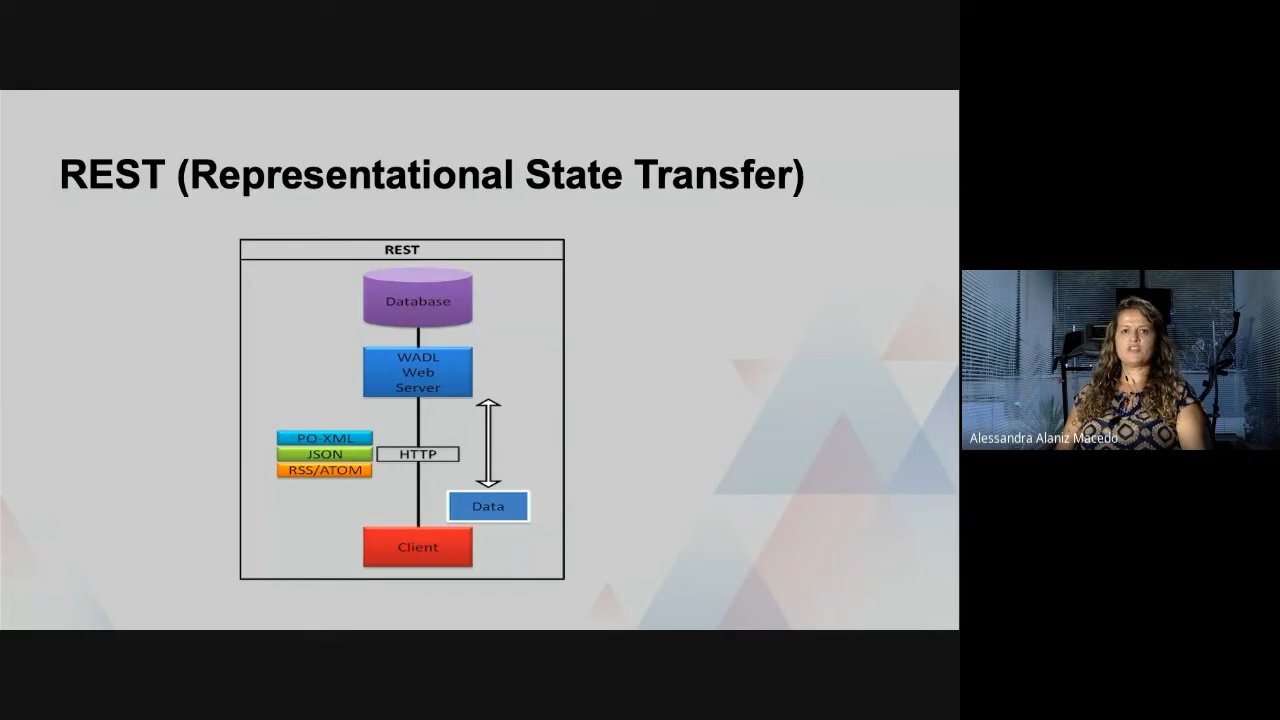 REST (Representational State Transfer)
REST
Database
WADL
Web
Server
PO-XML
JSON
HTTP
RSS/ATOM
Data
Client
Alessandra Alaniz Macedo